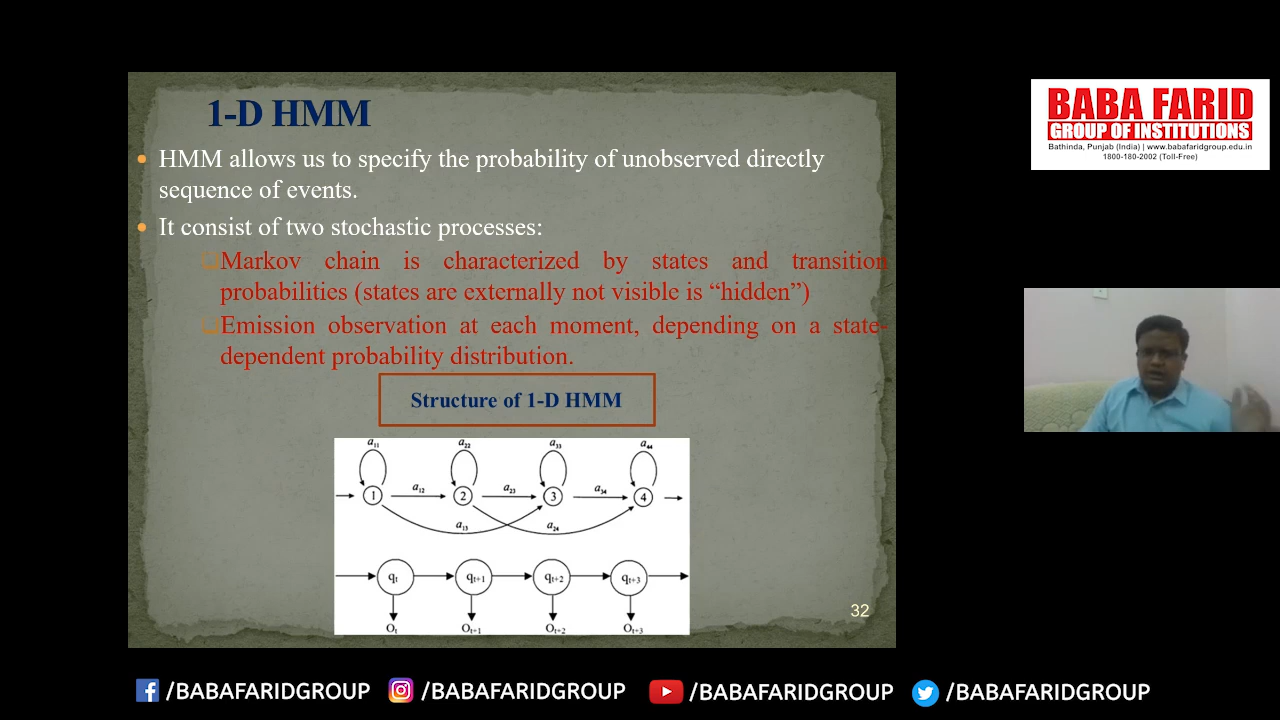 1-D HMM
HMM allows us to specify the probability of unobserved directly
sequence of events.
It consist of two stochastic processes:
Markov chain is characterized by states and transition
probabilities (states are externally not visible is “hidden”)
Emission observation at each moment, depending on a state-
dependent probability distribution.
Structure of 1-D HMM
a11 a22 a33 a44
1 a12 2 a23 3 a34 4
a13 a24
qt qt+1 qt+2 qt+3
Ot Ot+1 Ot+2 Ot+3
32
BABA FARID
GROUP OF INSTITUTIONS
Bathinda, Punjab (India) | www.babafaridgroup.edu.in
1800-180-2002 (Toll-Free)
/BABAFARIDGROUP /BABAFARIDGROUP /BABAFARIDGROUP /BABAFARIDGROUP